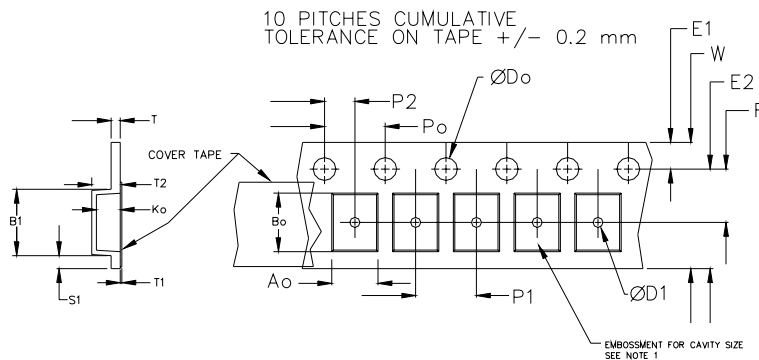 10 PITCHES CUMULATIVE
TOLERANCE ON TAPE +/- 0.2 mm
E1
W
E2
F
ØDo
P2
Po
T
COVER TAPE
T2
Ko
B1
Bo
T1
S1
Ao
P1
ØD1
EMBOSSMENT FOR CAVITY SIZE
SEE NOTE 1